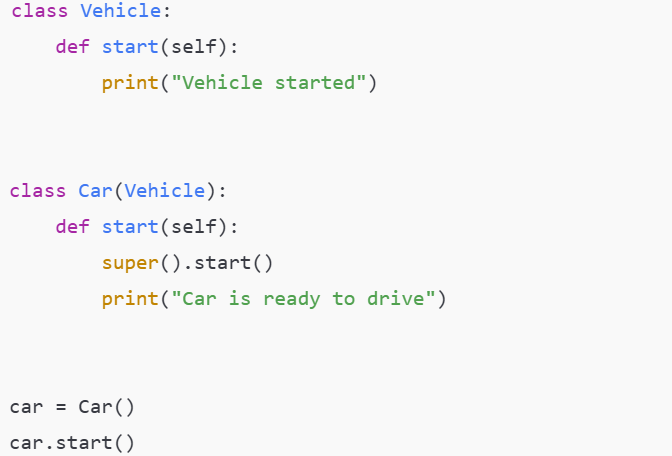 class Vehicle:
    def start(self):
        print("Vehicle started")
class Car(Vehicle):
    def start(self):
        super().start()
        print("Car is ready to drive")
car = Car()
car.start()